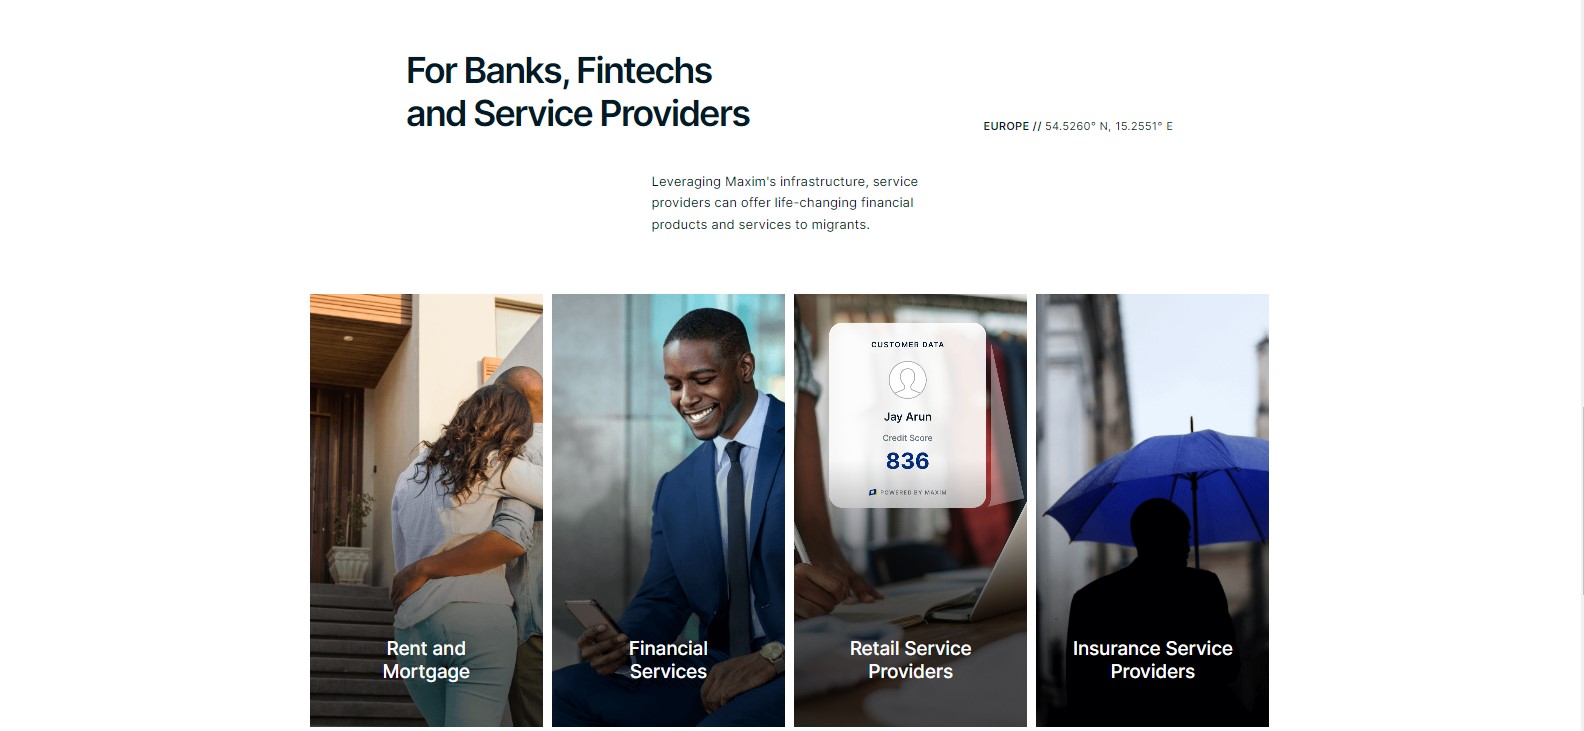 For Banks, Fintechs
and Service Providers
EUROPE // 54.5260° N, 15.2551° E
Leveraging Maxim's infrastructure, service
providers can offer life-changing financial
products and services to migrants.
Rent and
Mortgage
Financial
Services
CUSTOMER DATA
Jay Arun
Credit Score
836
POWERED BY MAXIM
Retail Service
Providers
Insurance Service
Providers